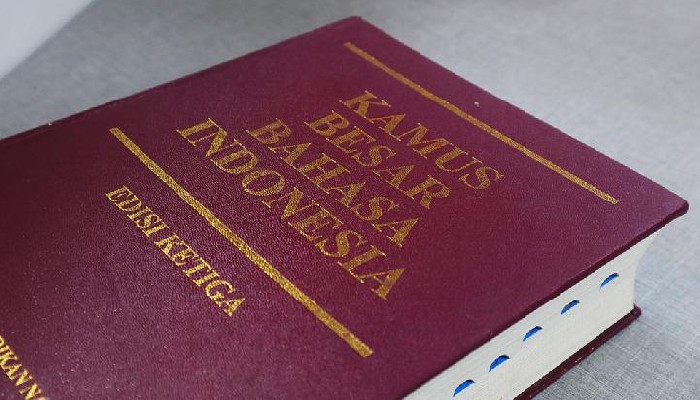 KAMUS
BESAR
BAHASA
INDONESIA
EDISI KETIGA